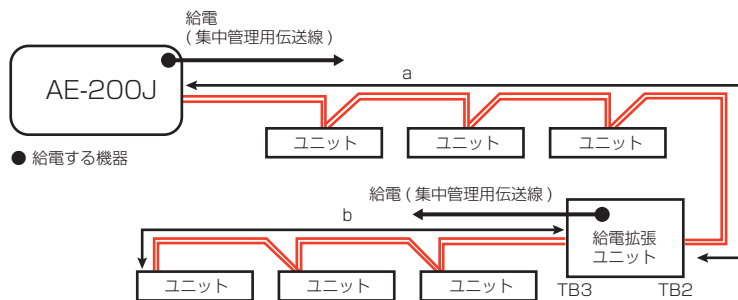 給電
(集中管理用伝送線)
AE-200J
a
ユニット ユニット ユニット
● 給電する機器
給電(集中管理用伝送線)
b
給電拡張
ユニット
ユニット ユニット ユニット
TB3 TB2